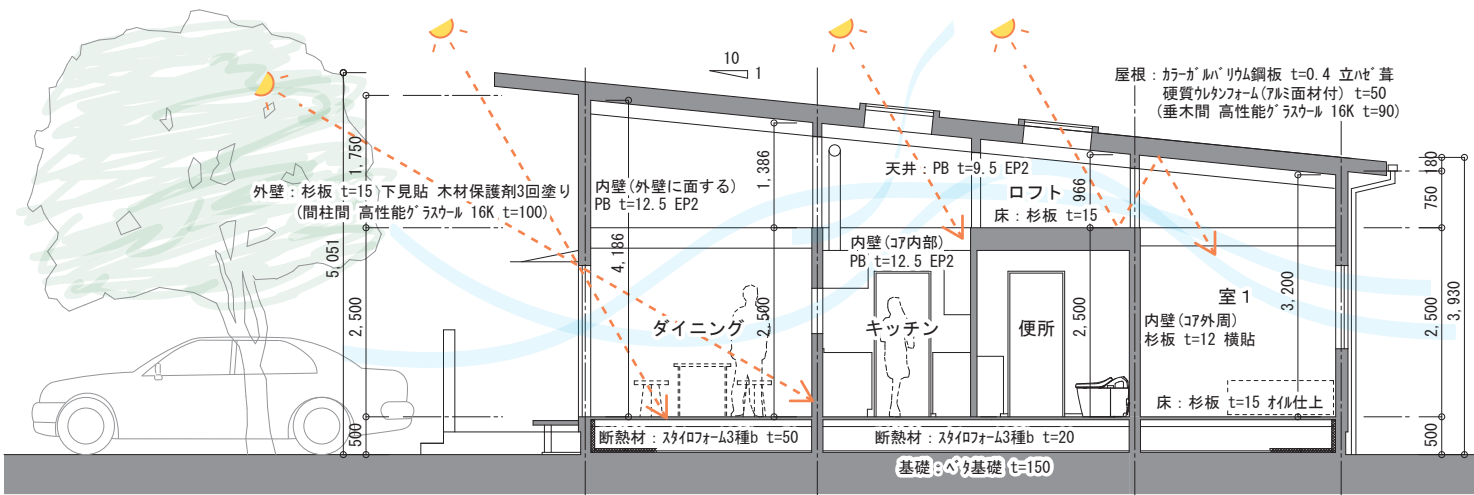 10
1
屋根：カラーガルバリウム鋼板 t=0.4 立ハゼ葺
硬質ウレタンフォーム(アルミ面材付) t=50
(垂木間 高性能グラスウール 16K t=90)
1,750
5,051
2,500
500
外壁：杉板 t=15 下見貼 木材保護剤3回塗り
(間柱間 高性能グラスウール 16K t=100)
内壁(外壁に面する)
PB t=12.5 EP2
4,186
1,386
2,500
天井：PB t=9.5 EP2
ロフト
床：杉板 t=15
966
内壁(コア内部)
PB t=12.5 EP2
ダイニング
キッチン
便所
2,500
室1
内壁(コア外周)
杉板 t=12 横貼
3,200
床：杉板 t=15 オイル仕上
180
750
2,500
3,930
500
断熱材：スタイロフォーム3種b t=50
断熱材：スタイロフォーム3種b t=20
基礎：ベタ基礎 t=150